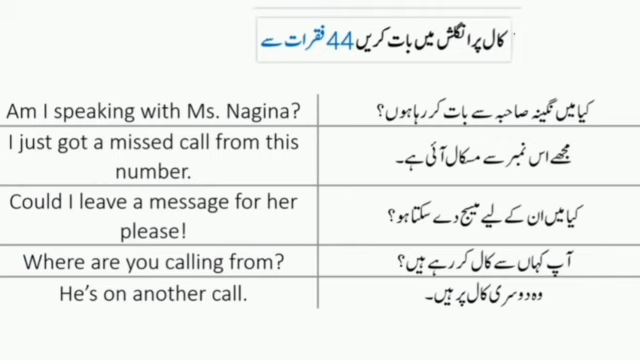 کال پر انگلش میں بات کریں 44 فقرات سے
Am I speaking with Ms. Nagina?
کیا میں نگینہ صاحبہ سے بات کر رہا ہوں؟
I just got a missed call from this
number.
مجھے اس نمبر سے مسکال آئی ہے۔
Could I leave a message for her
please!
کیا میں ان کے لیے میسج دے سکتا ہو؟
Where are you calling from?
آپ کہاں سے کال کر رہے ہیں؟
He's on another call.
وہ دوسری کال پر ہیں۔